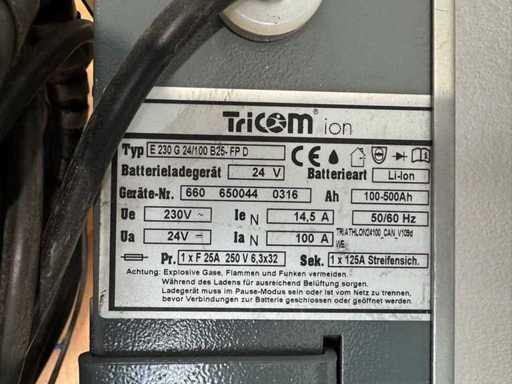 TriCOM® ion
Typ E 230 G 24/100 B25- FP D
Batterieladegerät 24 V Batterieart Li-Ion
Geräte-Nr. 660 650044 0316 Ah 100-500Ah
Ue 230V ~ Ie N 14,5 A 50/60 Hz
Ua 24V Ia N 100 A TRIATHLON24100_CAN_V109d
WE
Pr. 1 x F 25A 250 V 6,3x32 Sek. 1 x 125A Streifensich.
Achtung: Explosive Gase, Flammen und Funken vermeiden.
Während des Ladens für ausreichend Belüftung sorgen.
Ladegerät muss im Pause-Modus sein oder ist vom Netz zu trennen,
bevor Verbindungen zur Batterie geschlossen oder geöffnet werden.